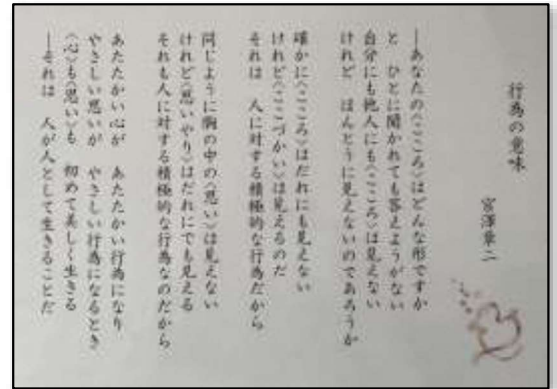 行為の意味
宮澤章二
―あなたの〈こころ〉はどんな形ですか
と ひとに聞かれても答えようがない
自分にも他人にも〈こころ〉は見えない
けれど ほんとうに見えないのであろうか
確かに〈こころ〉はだれにも見えない
けれど〈こころづかい〉は見えるのだ
それは 人に対する積極的な行為だから
同じように胸の中の〈思い〉は見えない
けれど〈思いやり〉はだれにでも見える
それも人に対する積極的な行為なのだから
あたたかい心が あたたかい行為になり
やさしい思いが やさしい行為になるとき
〈心〉も〈思い〉も 初めて美しく生きる
―それは 人が人として生きることだ